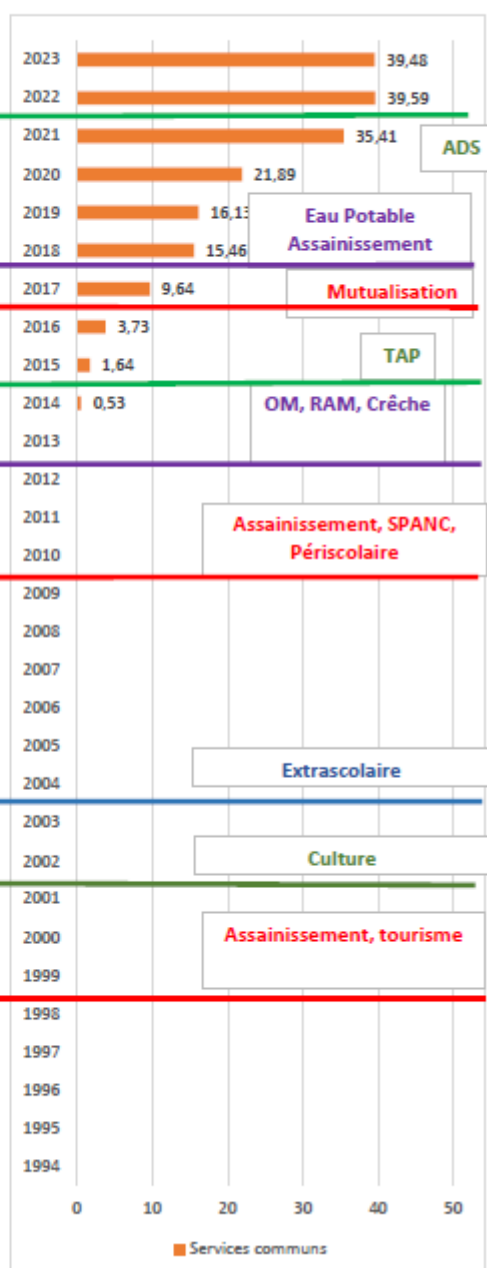 2023 39,48
2022 39,59
2021 35,41
ADS
2020 21,89
2019 16,13
Eau Potable
Assainissement
2018 15,46
2017 9,64
Mutualisation
2016 3,73
TAP
2015 1,64
2014 0,53
OM, RAM, Crêche
2013
2012
2011
Assainissement, SPANC,
Périscolaire
2010
2009
2008
2007
2006
2005
Extrascolaire
2004
2003
2002
Culture
2001
2000
Assainissement, tourisme
1999
1998
1997
1996
1995
1994
0 10 20 30 40 50
Services communs